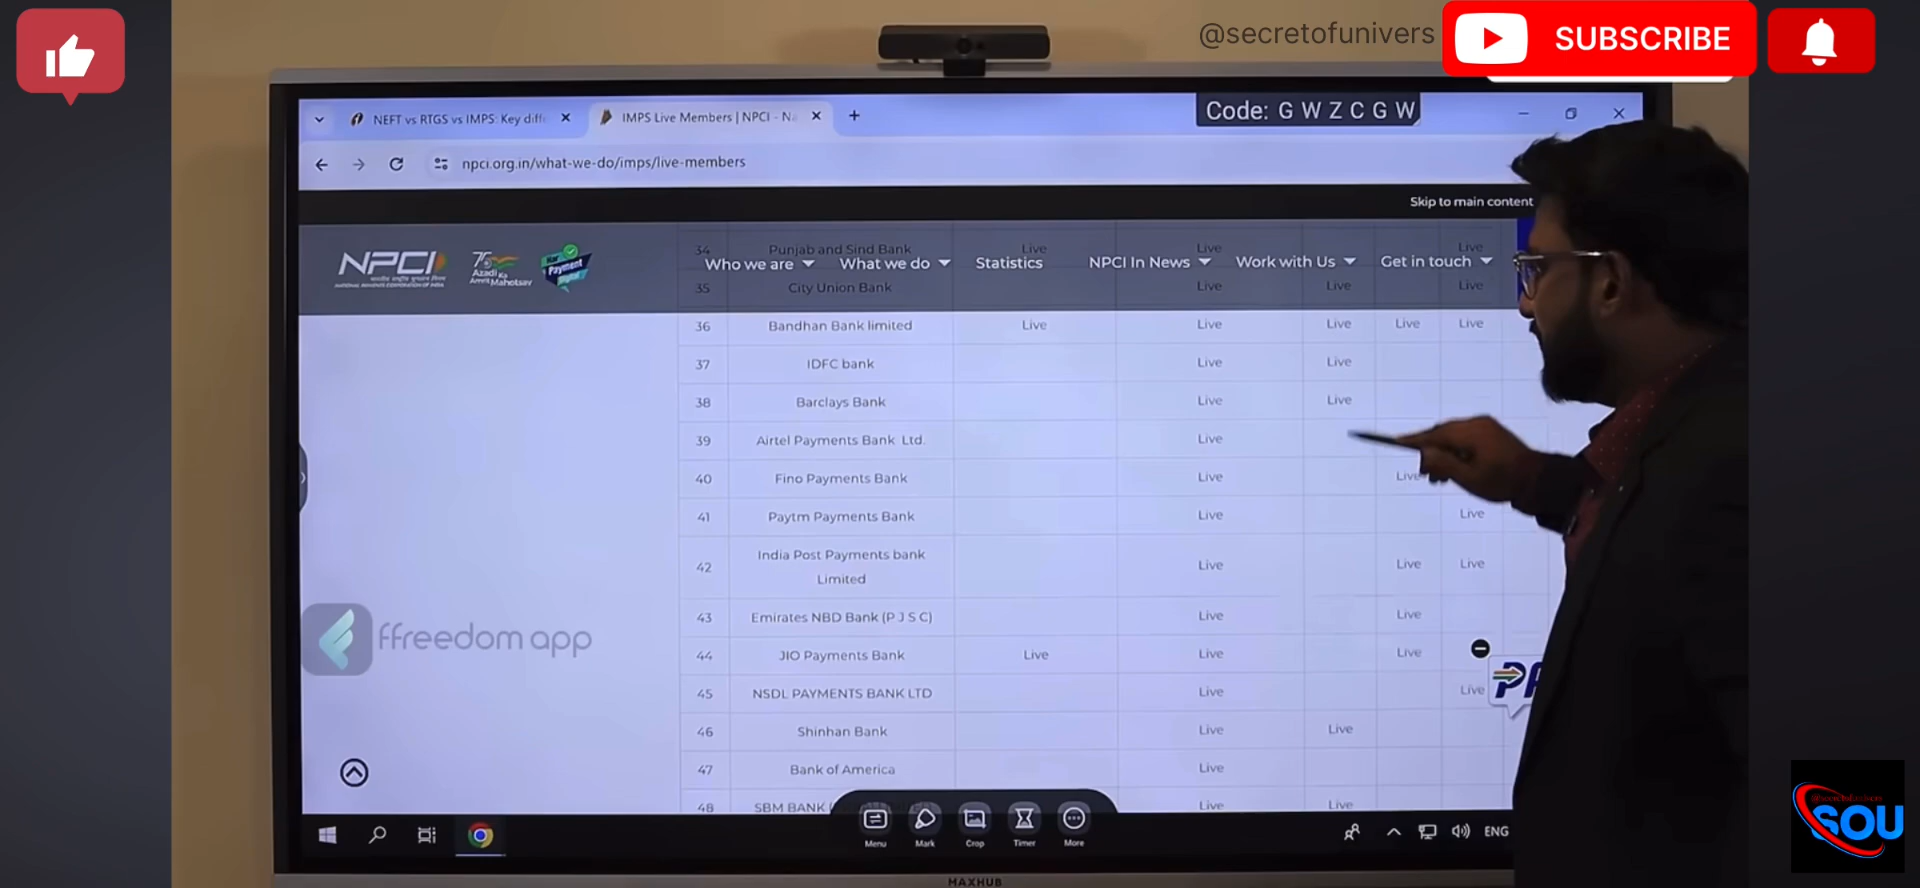 @secretofunivers
SUBSCRIBE
NEFT vs RTGS vs IMPS: Key diff
IMPS Live Members | NPCI - Na
Code: G W Z C G W
npci.org.in/what-we-do/imps/live-members
Skip to main content
34 Punjab and Sind Bank Live Live Live
NPCI
75
Azadi Ka
Amrit Mahotsav
Payment
Who we are What we do Statistics NPCI In News Work with Us Get in touch
35 City Union Bank Live Live Live
36 Bandhan Bank limited Live Live Live Live Live
37 IDFC bank Live Live
38 Barclays Bank Live Live
39 Airtel Payments Bank Ltd. Live
40 Fino Payments Bank Live Live
41 Paytm Payments Bank Live Live
42 India Post Payments bank Limited Live Live Live
43 Emirates NBD Bank (P J S C) Live Live
ffreedom app
44 JIO Payments Bank Live Live Live
45 NSDL PAYMENTS BANK LTD Live Live
46 Shinhan Bank Live Live
47 Bank of America Live
48 SBM BANK Live Live
Menu Mark Crop Timer More
ENG
MAXHUB
SOU